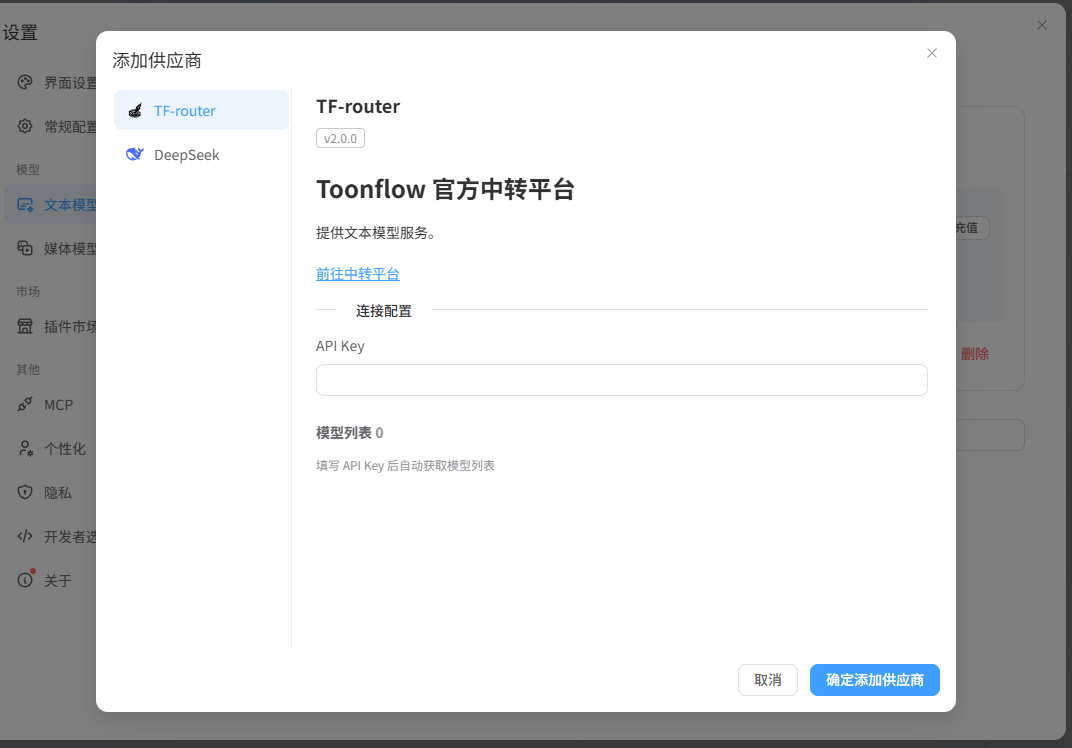 设置
界面设置
常规配置
模型
文本模型
媒体模型
市场
插件市场
其他
MCP
个性化
隐私
开发者选
关于
添加供应商
TF-router
DeepSeek
TF-router
v2.0.0
Toonflow 官方中转平台
提供文本模型服务。
前往中转平台
连接配置
API Key
模型列表 0
填写 API Key 后自动获取模型列表
取消
确定添加供应商
充值
删除